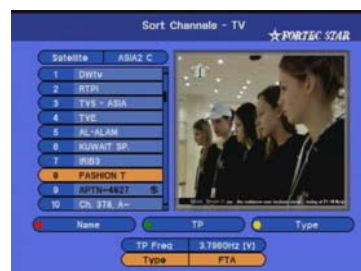 Sort Channels - TV
FORTEC STAR
Satellite ASIA2 C
1 DWtv
2 RTPI
3 TV5 - ASIA
4 TVE
5 AL-ALAM
6 KUWAIT SP.
7 IRIB3
8 FASHION T
9 APTN-4627 $
10 Ch. 378, A~
Name TP Type
TP Freq 3.798GHz (V)
Type FTA